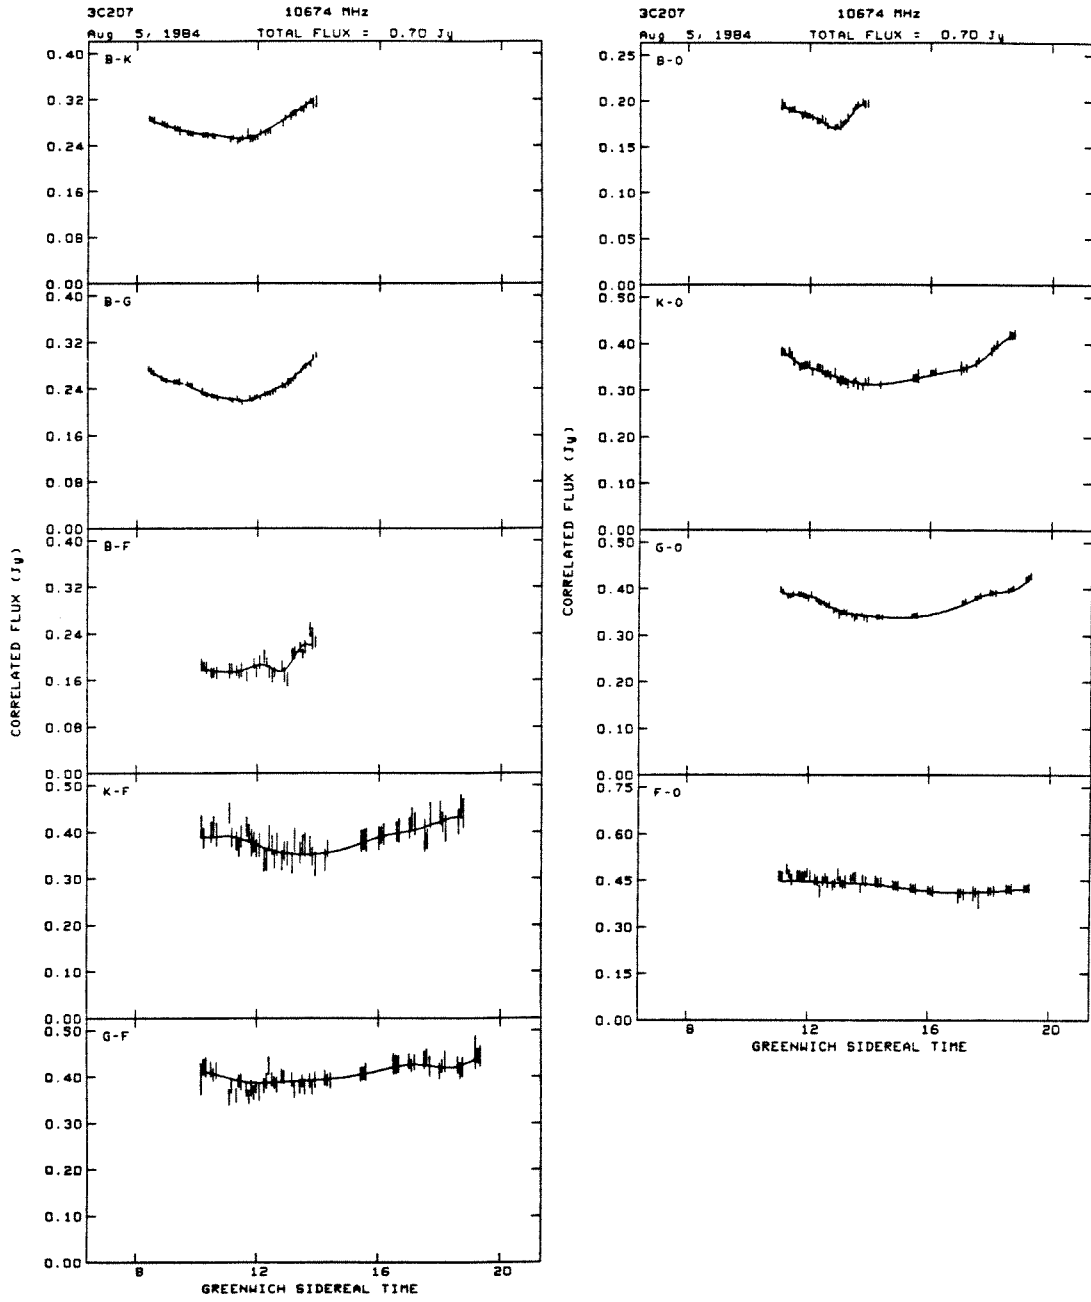 3C207 10674 MHz
Aug 5, 1984 TOTAL FLUX = 0.70 Jy
0.40
B-K
0.32
0.24
0.16
0.08
0.00
0.40
B-G
0.32
0.24
0.16
0.08
0.00
0.40
B-F
0.32
0.24
0.16
0.08
0.00
0.50
K-F
0.40
0.30
0.20
0.10
0.00
0.50
G-F
0.40
0.30
0.20
0.10
0.00
8 12 16 20
GREENWICH SIDEREAL TIME
CORRELATED FLUX (Jy)
3C207 10674 MHz
Aug 5, 1984 TOTAL FLUX = 0.70 Jy
0.25
B-O
0.20
0.15
0.10
0.05
0.00
0.50
K-O
0.40
0.30
0.20
0.10
0.00
0.50
G-O
0.40
0.30
0.20
0.10
0.00
0.75
F-O
0.60
0.45
0.30
0.15
0.00
8 12 16 20
GREENWICH SIDEREAL TIME
CORRELATED FLUX (Jy)